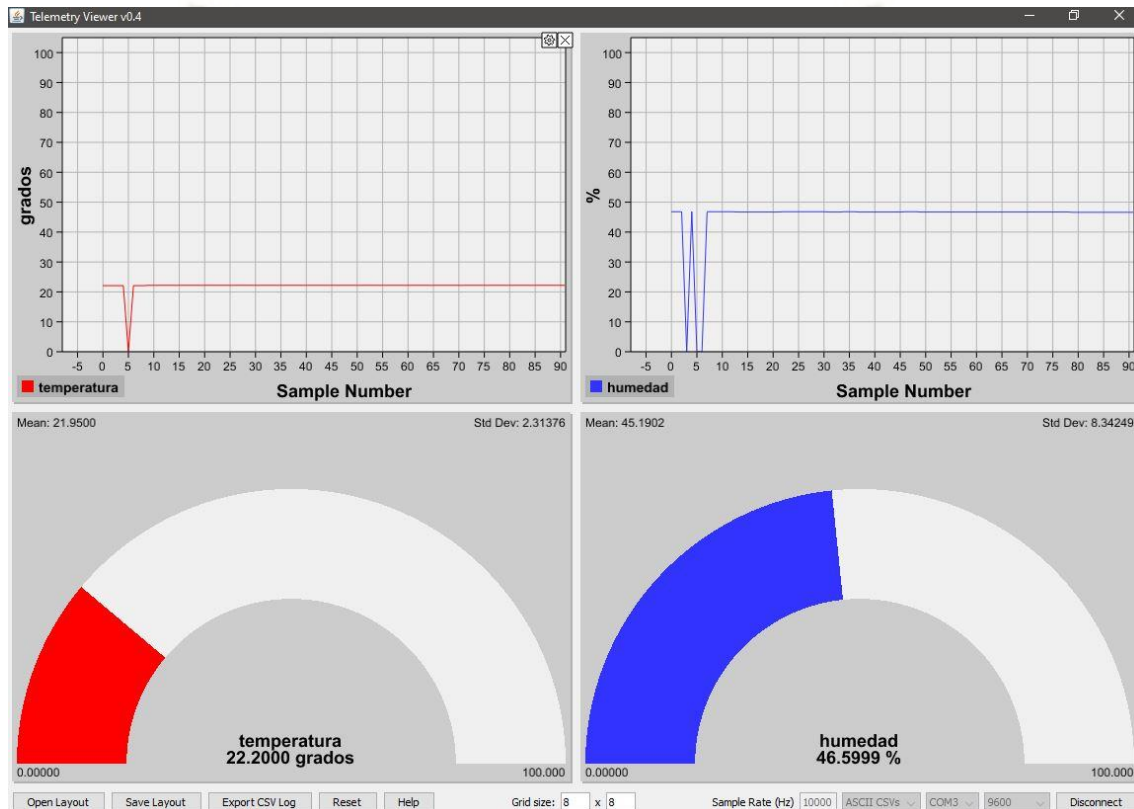 Telemetry Viewer v0.4
100
90
80
70
60
50
40
30
20
10
0
grados
-5 0 5 10 15 20 25 30 35 40 45 50 55 60 65 70 75 80 85 90
temperatura
Sample Number
100
90
80
70
60
50
40
30
20
10
0
%
-5 0 5 10 15 20 25 30 35 40 45 50 55 60 65 70 75 80 85 90
humedad
Sample Number
Mean: 21.9500 Std Dev: 2.31376
temperatura
22.2000 grados
0.00000 100.000
Mean: 45.1902 Std Dev: 8.34249
humedad
46.5999 %
0.00000 100.000
Open Layout Save Layout Export CSV Log Reset Help Grid size: 8 x 8 Sample Rate (Hz) 10000 ASCII CSVs COM3 9600 Disconnect